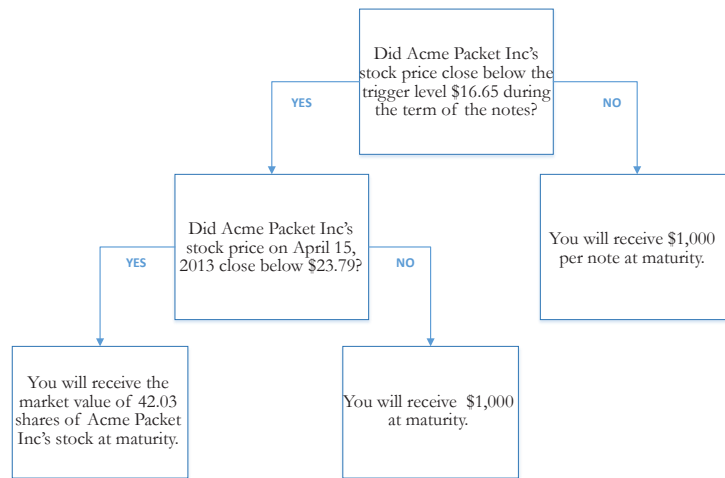 Did Acme Packet Inc's
stock price close below the
trigger level $16.65 during
the term of the notes?
YES
NO
Did Acme Packet Inc's
stock price on April 15,
2013 close below $23.79?
You will receive $1,000
per note at maturity.
YES
NO
You will receive the
market value of 42.03
shares of Acme Packet
Inc's stock at maturity.
You will receive $1,000
at maturity.